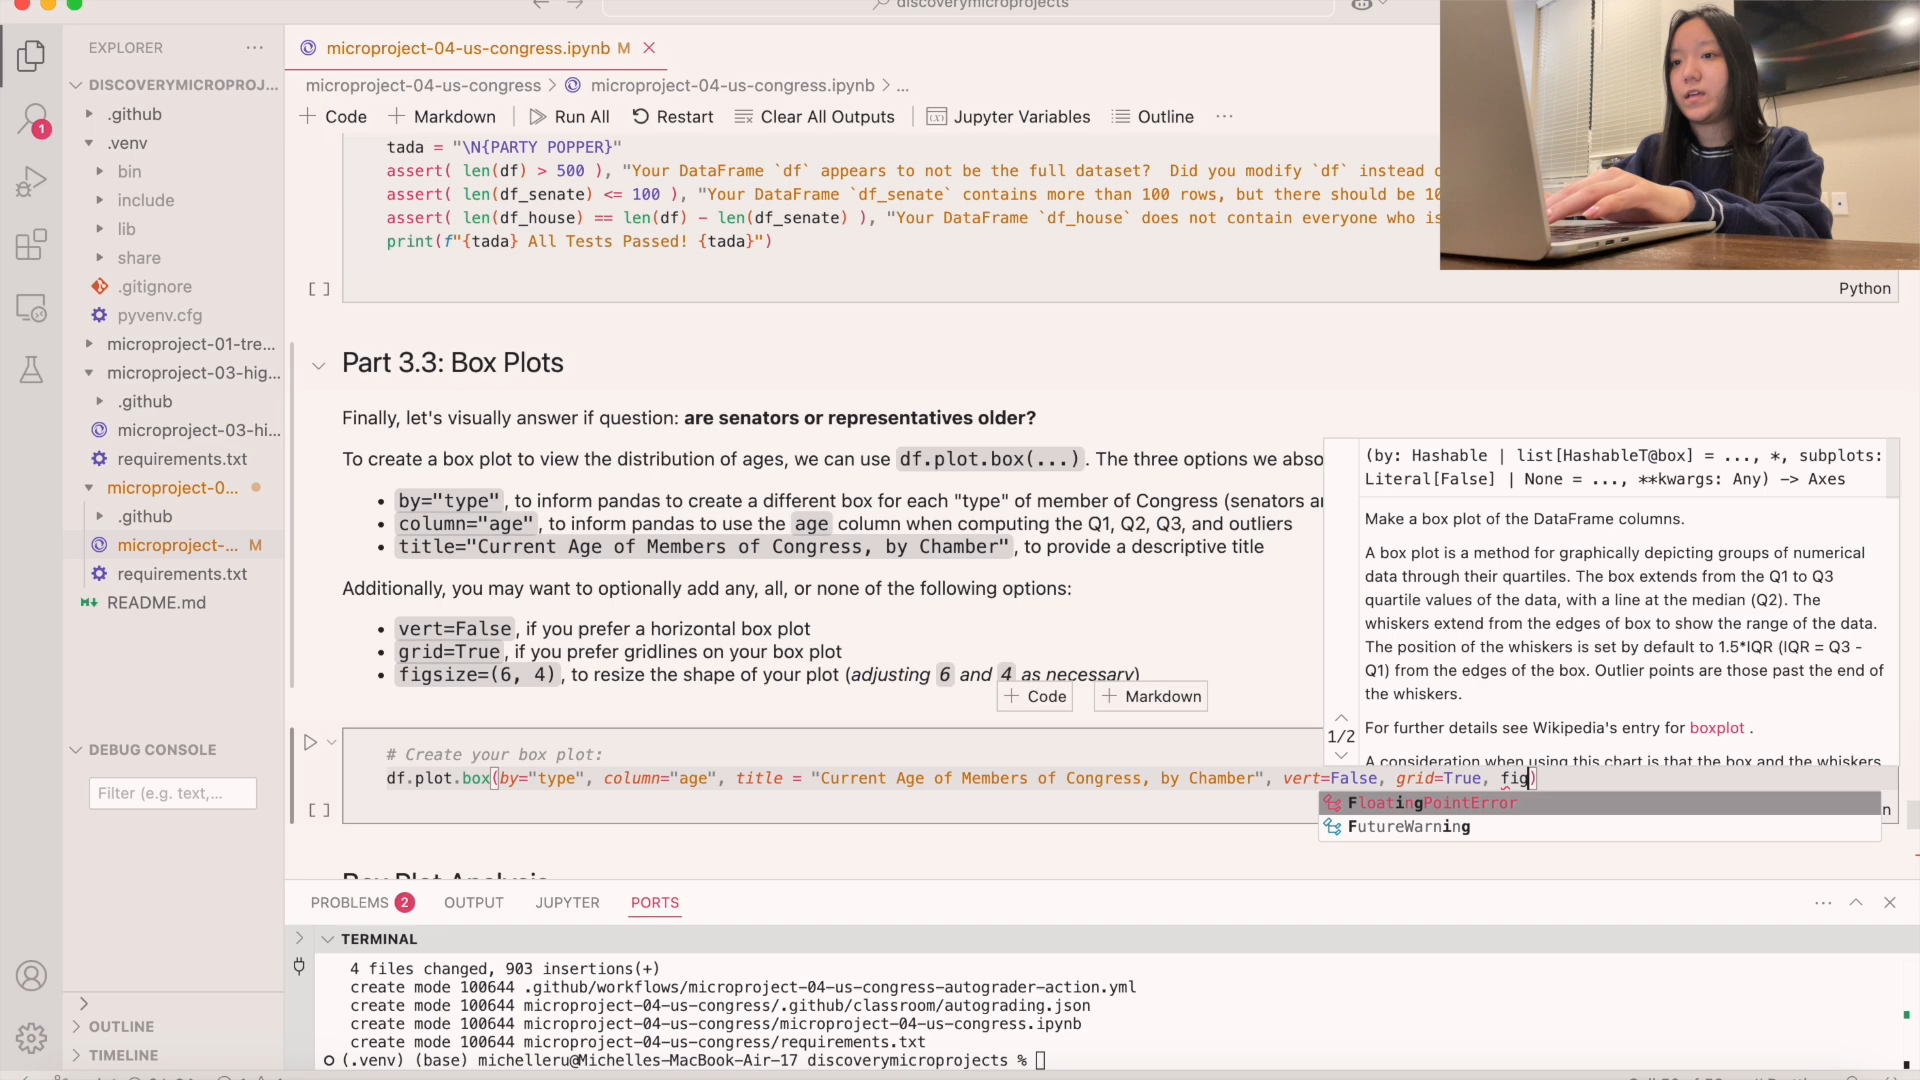 discoverymicroprojects
EXPLORER
DISCOVERYMICROPROJ...
.github
.venv
bin
include
lib
share
.gitignore
pyvenv.cfg
microproject-01-tre...
microproject-03-hig...
.github
microproject-03-hi...
requirements.txt
microproject-0...
.github
microproject-... M
requirements.txt
README.md
DEBUG CONSOLE
Filter (e.g. text,...
OUTLINE
TIMELINE
1
microproject-04-us-congress.ipynb M
microproject-04-us-congress > microproject-04-us-congress.ipynb > ...
+ Code + Markdown Run All Restart Clear All Outputs Jupyter Variables Outline ...
tada = "\N{PARTY POPPER}"
assert( len(df) > 500 ), "Your DataFrame `df` appears to not be the full dataset? Did you modify `df` instead
assert( len(df_senate) <= 100 ), "Your DataFrame `df_senate` contains more than 100 rows, but there should be
assert( len(df_house) == len(df) - len(df_senate) ), "Your DataFrame `df_house` does not contain everyone who is
print(f"{tada} All Tests Passed! {tada}")
[ ]
Python
Part 3.3: Box Plots
Finally, let's visually answer if question: are senators or representatives older?
To create a box plot to view the distribution of ages, we can use df.plot.box(...). The three options we abso
• by="type", to inform pandas to create a different box for each "type" of member of Congress (senators
• column="age", to inform pandas to use the age column when computing the Q1, Q2, Q3, and outliers
• title="Current Age of Members of Congress, by Chamber", to provide a descriptive title
Additionally, you may want to optionally add any, all, or none of the following options:
• vert=False, if you prefer a horizontal box plot
• grid=True, if you prefer gridlines on your box plot
• figsize=(6, 4), to resize the shape of your plot (adjusting 6 and 4 as necessary)
+ Code + Markdown
(by: Hashable | list[HashableT@box] = ..., *, subplots:
Literal[False] | None = ..., **kwargs: Any) -> Axes
Make a box plot of the DataFrame columns.
A box plot is a method for graphically depicting groups of numerical
data through their quartiles. The box extends from the Q1 to Q3
quartile values of the data, with a line at the median (Q2). The
whiskers extend from the edges of box to show the range of the data.
The position of the whiskers is set by default to 1.5*IQR (IQR = Q3 -
Q1) from the edges of the box. Outlier points are those past the end of
the whiskers.
1/2
For further details see Wikipedia's entry for boxplot .
A consideration when using this chart is that the box and the whiskers
# Create your box plot:
df.plot.box(by="type", column="age", title = "Current Age of Members of Congress, by Chamber", vert=False, grid=True, fig)
FloatingPointError
FutureWarning
[ ]
Box Plot Analysis
PROBLEMS 2 OUTPUT JUPYTER PORTS
TERMINAL
4 files changed, 903 insertions(+)
create mode 100644 .github/workflows/microproject-04-us-congress-autograder-action.yml
create mode 100644 microproject-04-us-congress/.github/classroom/autograding.json
create mode 100644 microproject-04-us-congress/microproject-04-us-congress.ipynb
create mode 100644 microproject-04-us-congress/requirements.txt
(.venv) (base) michelleru@Michelles-MacBook-Air-17 discoverymicroprojects %